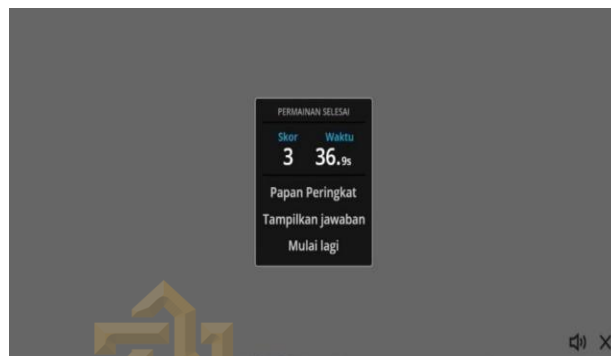 PERMAINAN SELESAI
Skor Waktu
3 36.9s
Papan Peringkat
Tampilkan jawaban
Mulai lagi